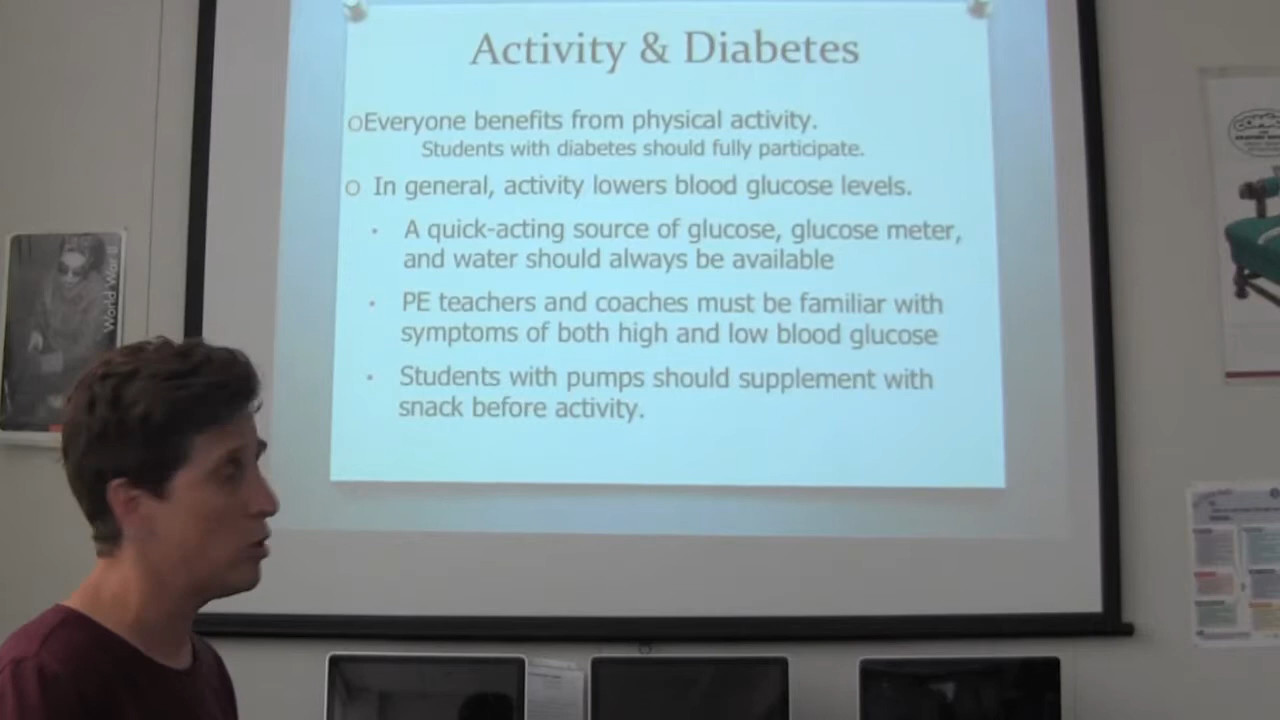 Activity & Diabetes
oEveryone benefits from physical activity.
Students with diabetes should fully participate.
o In general, activity lowers blood glucose levels.
· A quick-acting source of glucose, glucose meter,
and water should always be available
· PE teachers and coaches must be familiar with
symptoms of both high and low blood glucose
· Students with pumps should supplement with
snack before activity.
World War II